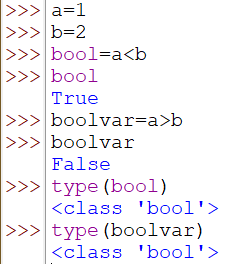 >>> a=1
>>> b=2
>>> bool=a<b
>>> bool
True
>>> boolvar=a>b
>>> boolvar
False
>>> type(bool)
<class 'bool'>
>>> type(boolvar)
<class 'bool'>